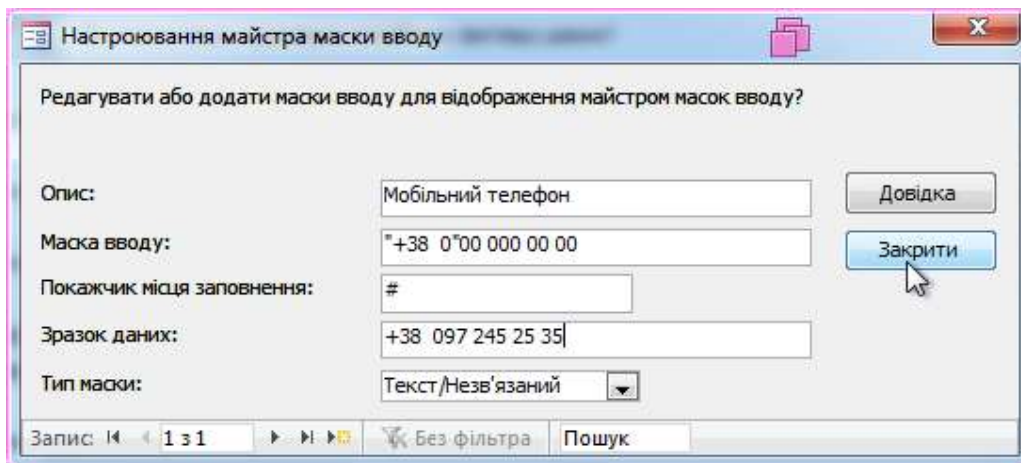 Настроювання майстра маски вводу
Редагувати або додати маски вводу для відображення майстром масок вводу?
Опис: Мобільний телефон Довідка
Маска вводу: "+38 0"00 000 00 00 Закрити
Покажчик місця заповнення: #
Зразок даних: +38 097 245 25 35
Тип маски: Текст/Незв'язаний
Запис: 1 з 1 Без фільтра Пошук